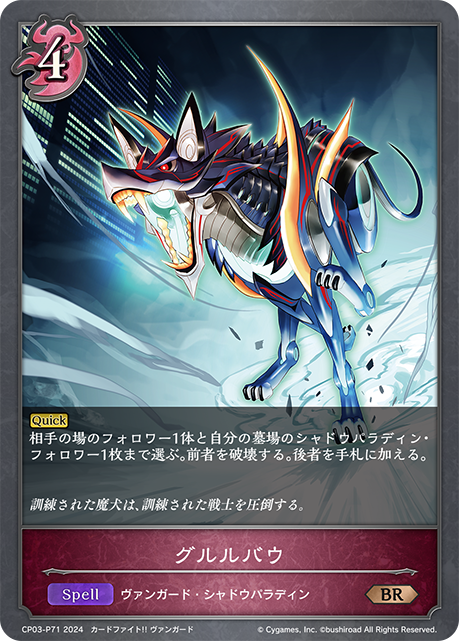 4
Quick
相手の場のフォロワー1体と自分の墓場のシャドウパラディン・
フォロワー1枚まで選ぶ。前者を破壊する。後者を手札に加える。
訓練された魔犬は、訓練された戦士を圧倒する。
グルルバウ
Spell ヴァンガード・シャドウパラディン BR
CP03-P71 2024 カードファイト!! ヴァンガード © Cygames, Inc. ©bushiroad All Rights Reserved.